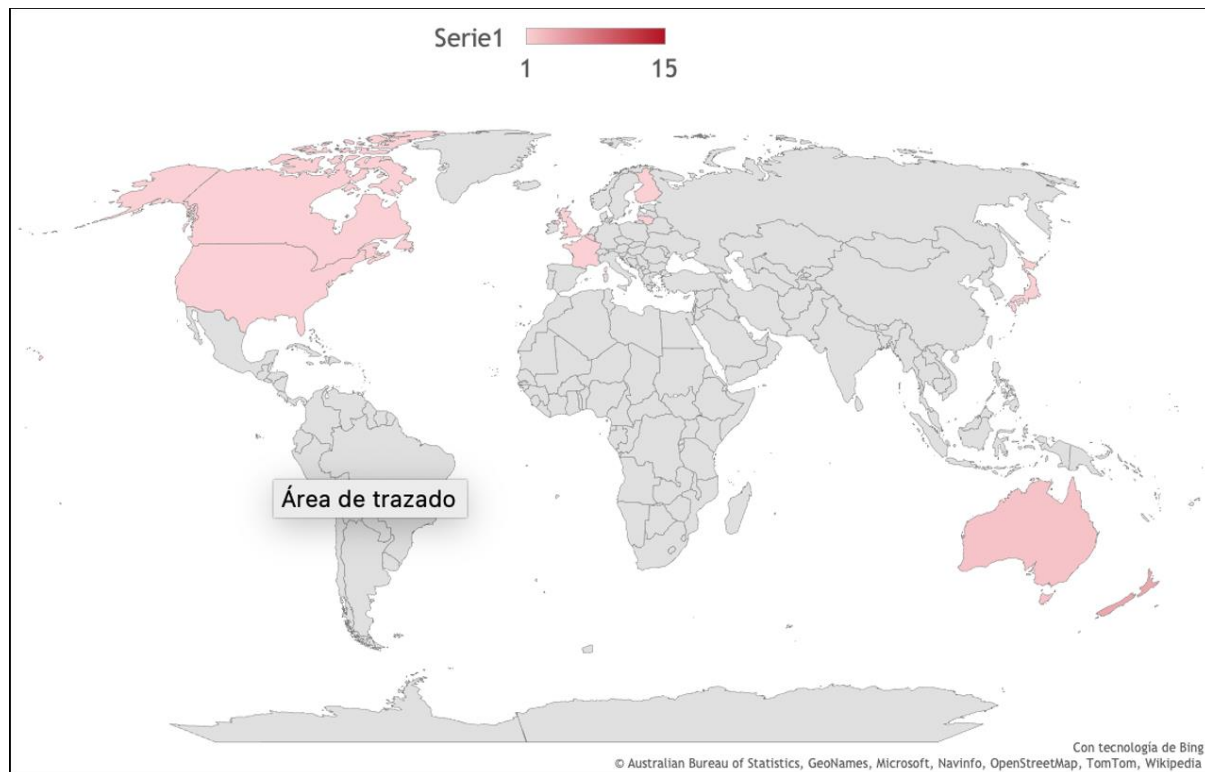 Serie1
1 15
Área de trazado
Con tecnología de Bing
© Australian Bureau of Statistics, GeoNames, Microsoft, Navinfo, OpenStreetMap, TomTom, Wikipedia